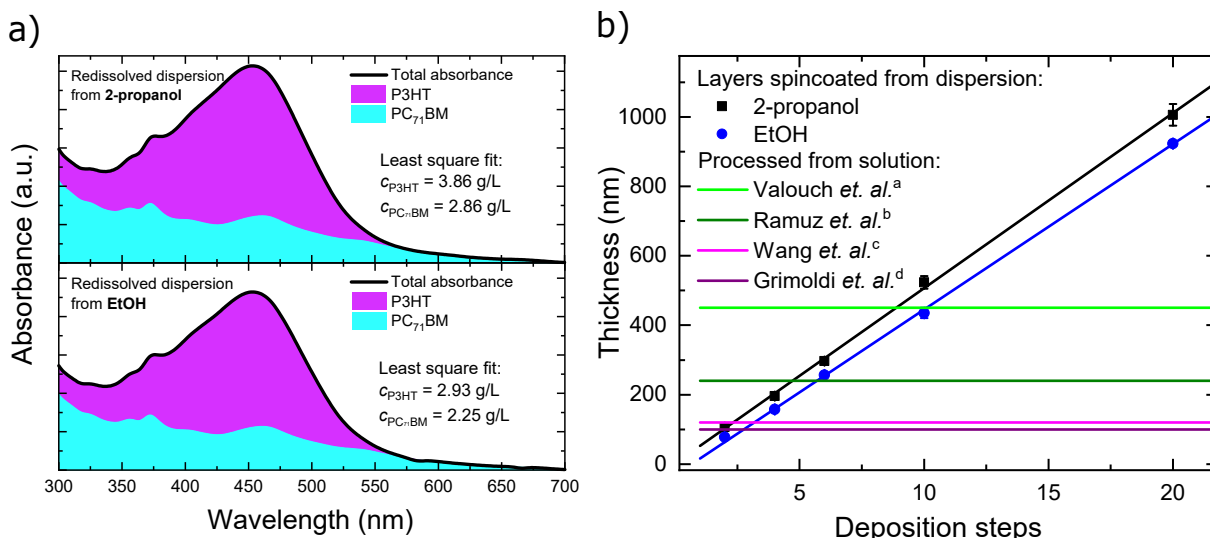 a)
Absorbance (a.u.)
Redissolved dispersion
from 2-propanol
Total absorbance
P3HT
PC71BM
Least square fit:
cP3HT = 3.86 g/L
cPC71BM = 2.86 g/L
Redissolved dispersion
from EtOH
Total absorbance
P3HT
PC71BM
Least square fit:
cP3HT = 2.93 g/L
cPC71BM = 2.25 g/L
300 350 400 450 500 550 600 650 700
Wavelength (nm)
b)
Thickness (nm)
1000
800
600
400
200
0
Layers spincoated from dispersion:
2-propanol
EtOH
Processed from solution:
Valouch et. al.a
Ramuz et. al.b
Wang et. al.c
Grimoldi et. al.d
5 10 15 20
Deposition steps